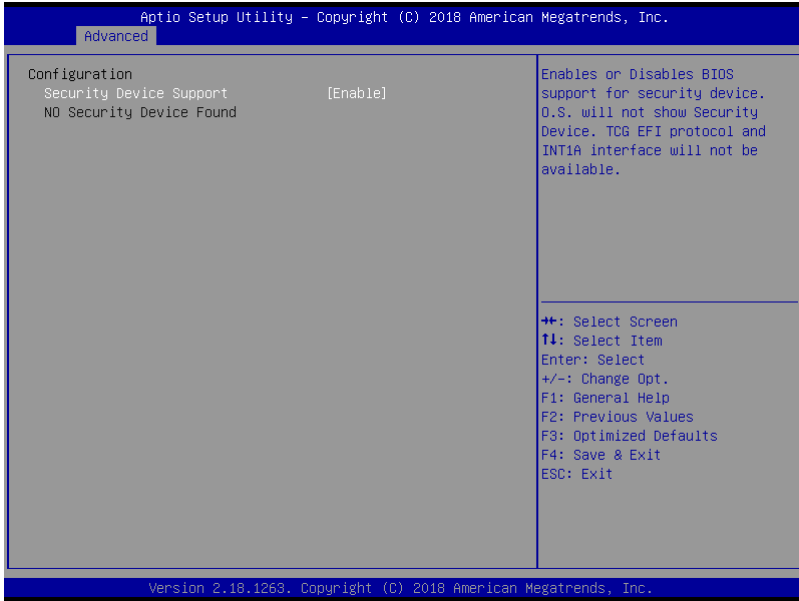 Aptio Setup Utility – Copyright (C) 2018 American Megatrends, Inc.
Advanced
Configuration
Security Device Support [Enable]
NO Security Device Found
Enables or Disables BIOS
support for security device.
O.S. will not show Security
Device. TCG EFI protocol and
INT1A interface will not be
available.
→←: Select Screen
↑↓: Select Item
Enter: Select
+/-: Change Opt.
F1: General Help
F2: Previous Values
F3: Optimized Defaults
F4: Save & Exit
ESC: Exit
Version 2.18.1263. Copyright (C) 2018 American Megatrends, Inc.